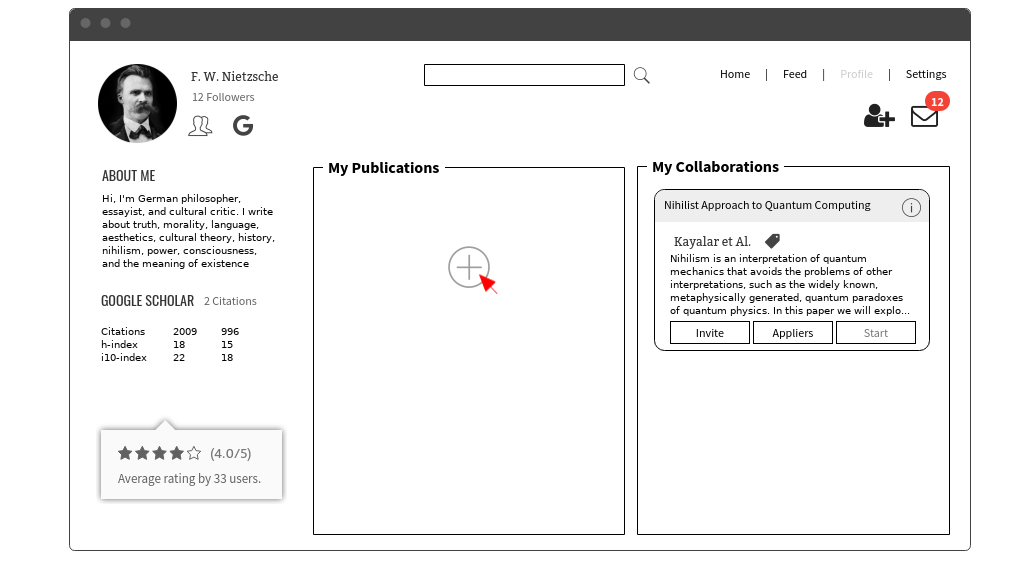 F. W. Nietzsche
12 Followers
G
Home | Feed | Profile | Settings
12
ABOUT ME
Hi, I'm German philosopher,
essayist, and cultural critic. I write
about truth, morality, language,
aesthetics, cultural theory, history,
nihilism, power, consciousness,
and the meaning of existence
GOOGLE SCHOLAR 2 Citations
Citations 2009 996
h-index 18 15
i10-index 22 18
(4.0/5)
Average rating by 33 users.
My Publications
My Collaborations
Nihilist Approach to Quantum Computing
i
Kayalar et Al.
Nihilism is an interpretation of quantum
mechanics that avoids the problems of other
interpretations, such as the widely known,
metaphysically generated, quantum paradoxes
of quantum physics. In this paper we will explo...
Invite Appliers Start